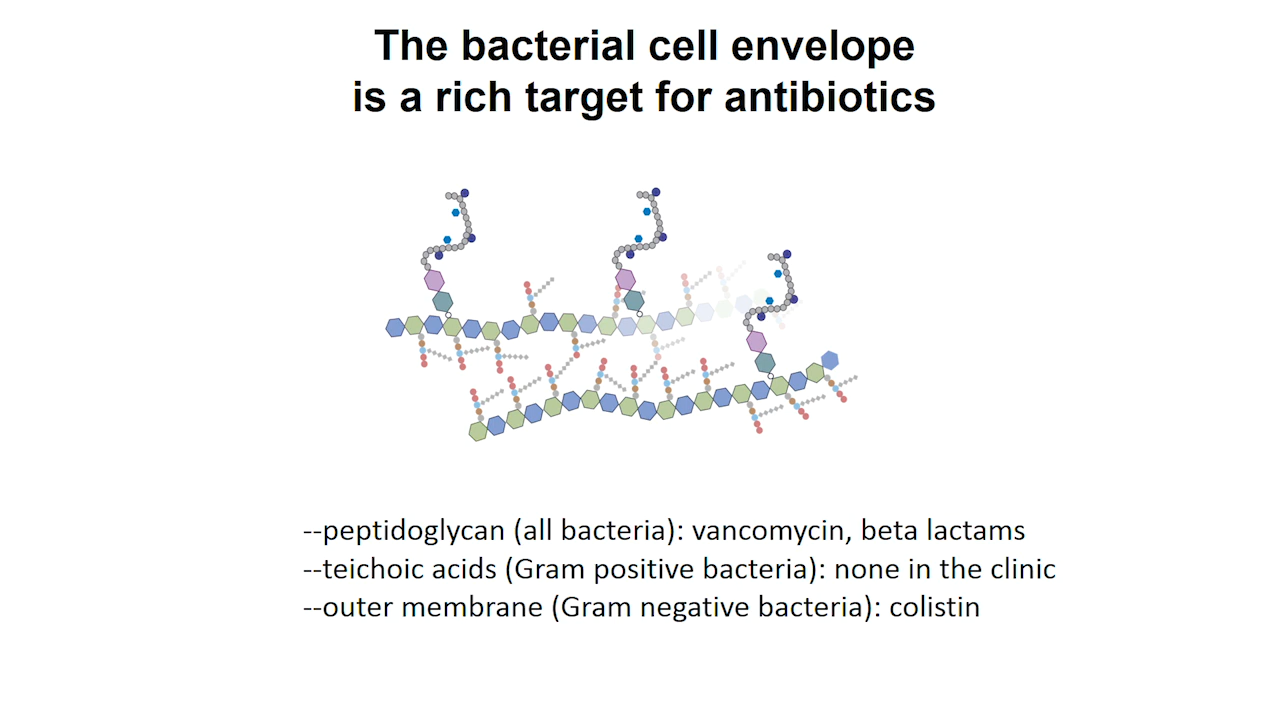 The bacterial cell envelope
is a rich target for antibiotics
--peptidoglycan (all bacteria): vancomycin, beta lactams
--teichoic acids (Gram positive bacteria): none in the clinic
--outer membrane (Gram negative bacteria): colistin